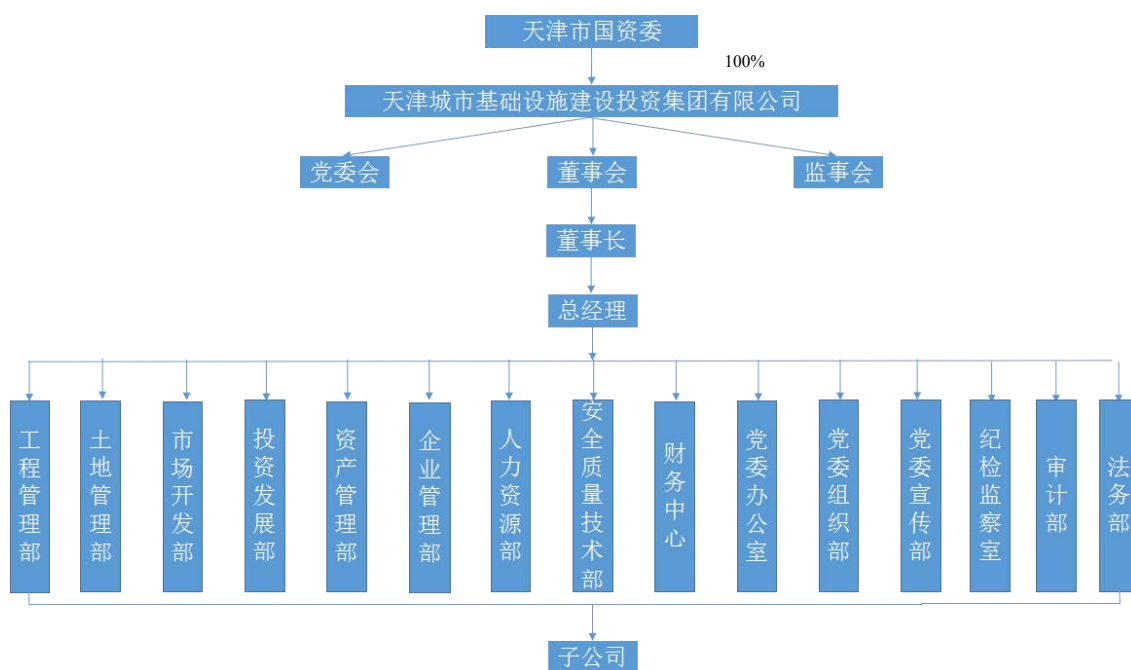 天津市国资委
100%
天津城市基础设施建设投资集团有限公司
党委会
董事会
监事会
董事长
总经理
工程管理部
土地管理部
市场开发部
投资发展部
资产管理部
企业管理部
人力资源部
安全质量技术部
财务中心
党委办公室
党委组织部
党委宣传部
纪检监察室
审计部
法务部
子公司